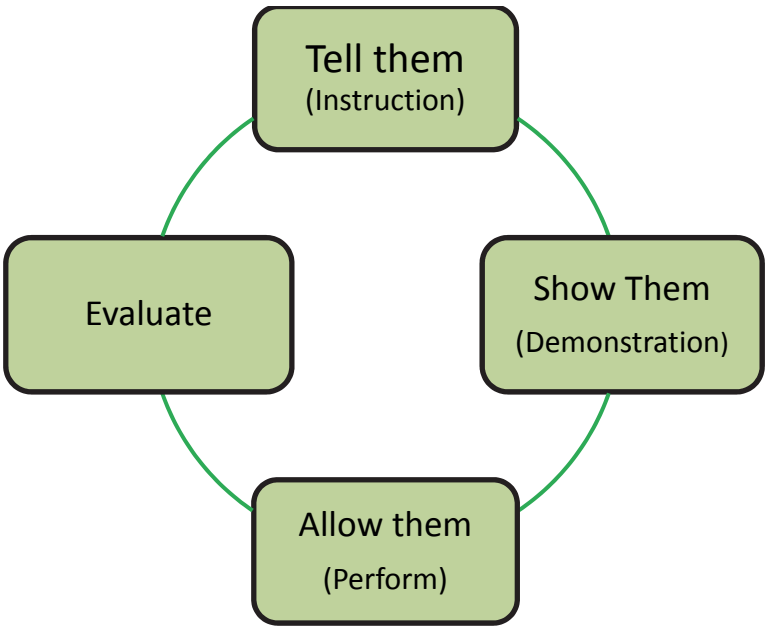 Tell them
(Instruction)
Show Them
(Demonstration)
Allow them
(Perform)
Evaluate